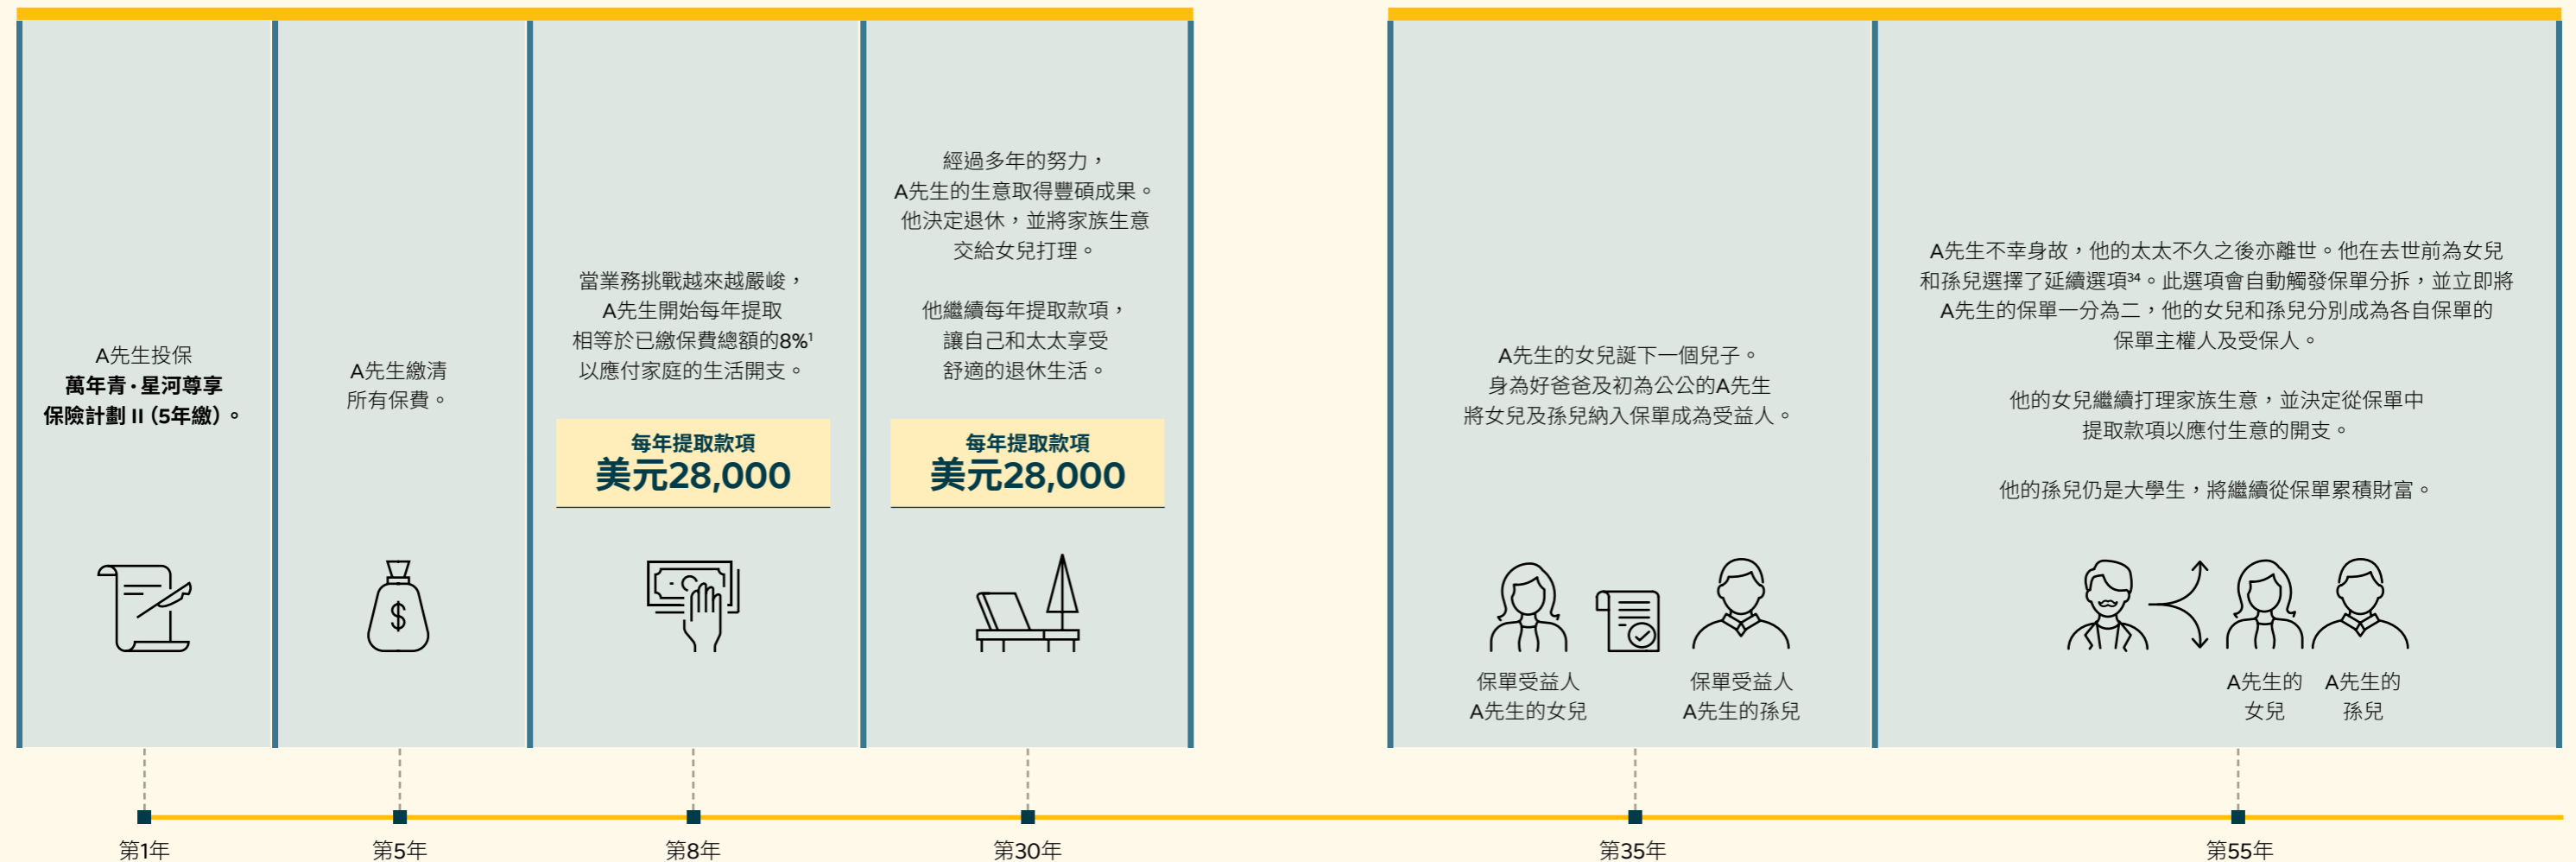 A先生投保
萬年青·星河尊享
保險計劃 II (5年繳)。
A先生繳清
所有保費。
當業務挑戰越來越嚴峻，
A先生開始每年提取
相等於已繳保費總額的8%¹
以應付家庭的生活開支。
每年提取款項
美元28,000
經過多年的努力，
A先生的生意取得豐碩成果。
他決定退休，並將家族生意
交給女兒打理。
他繼續每年提取款項，
讓自己和太太享受
舒適的退休生活。
每年提取款項
美元28,000
A先生的女兒誕下一個兒子。
身為好爸爸及初為公公的A先生
將女兒及孫兒納入保單成為受益人。
保單受益人
A先生的女兒
保單受益人
A先生的孫兒
A先生不幸身故，他的太太不久之後亦離世。他在去世前為女兒
和孫兒選擇了延續選項³⁴。此選項會自動觸發保單分拆，並立即將
A先生的保單一分為二，他的女兒和孫兒分別成為各自保單的
保單主權人及受保人。
他的女兒繼續打理家族生意，並決定從保單中
提取款項以應付生意的開支。
他的孫兒仍是大學生，將繼續從保單累積財富。
A先生的
女兒
A先生的
孫兒
第1年
第5年
第8年
第30年
第35年
第55年